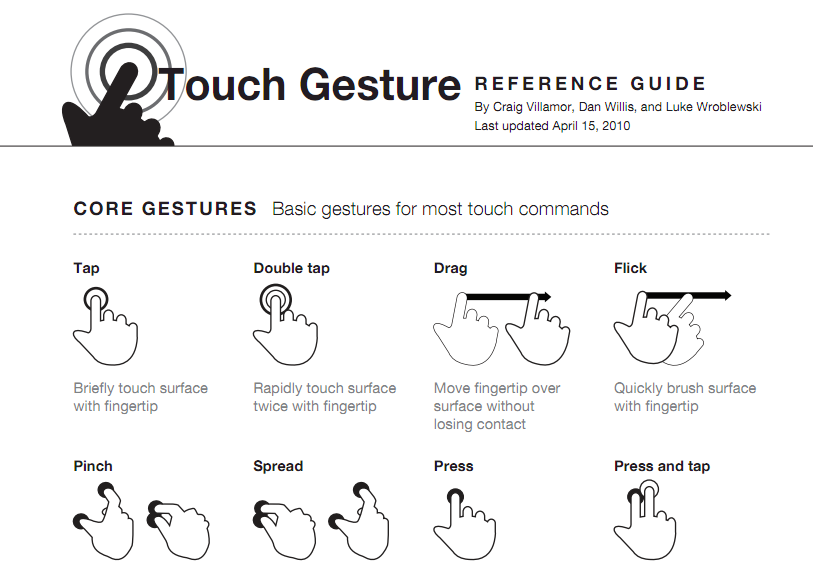 Touch Gesture REFERENCE GUIDE
By Craig Villamor, Dan Willis, and Luke Wroblewski
Last updated April 15, 2010
CORE GESTURES Basic gestures for most touch commands
Tap
Briefly touch surface
with fingertip
Double tap
Rapidly touch surface
twice with fingertip
Drag
Move fingertip over
surface without
losing contact
Flick
Quickly brush surface
with fingertip
Pinch
Spread
Press
Press and tap